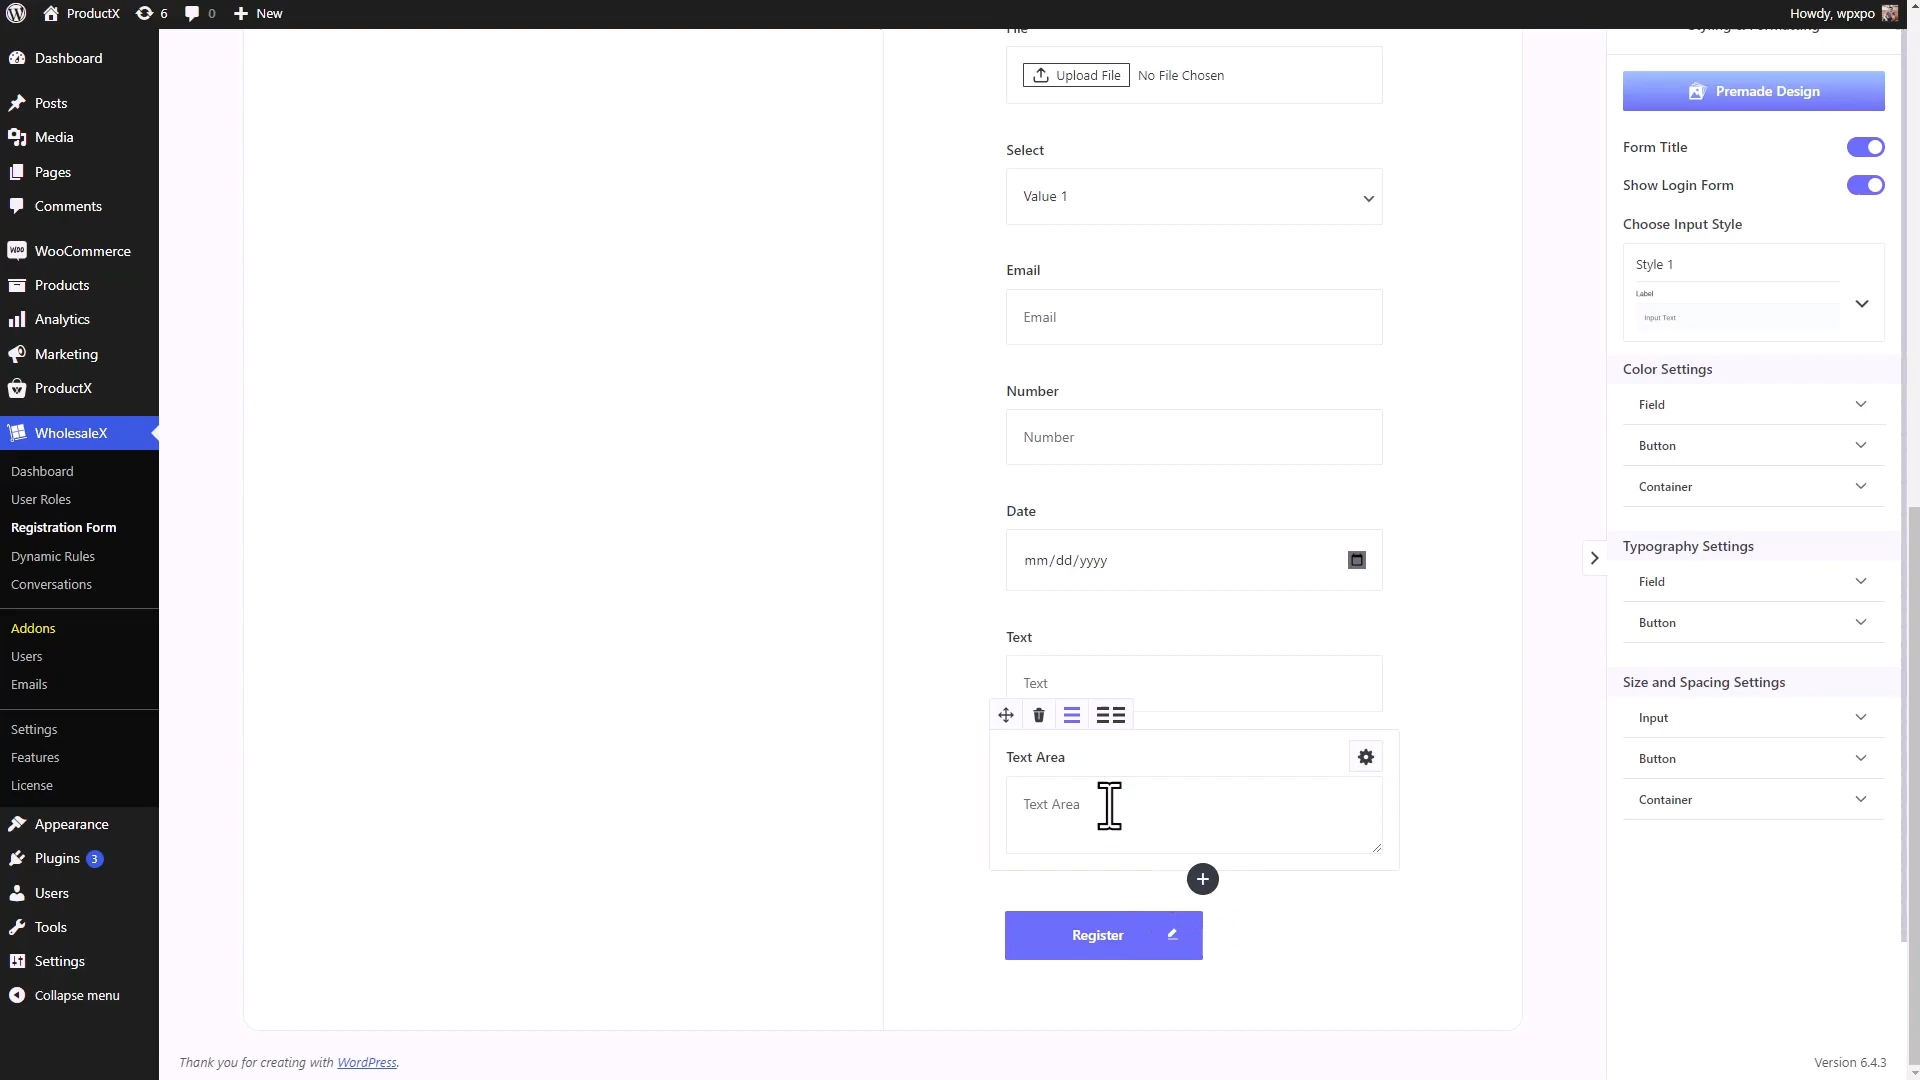 ProductX
6
0
New
Howdy, wpxpo
Dashboard
Posts
Media
Pages
Comments
WooCommerce
Products
Analytics
Marketing
ProductX
WholesaleX
Dashboard
User Roles
Registration Form
Dynamic Rules
Conversations
Addons
Users
Emails
Settings
Features
License
Appearance
Plugins 3
Users
Tools
Settings
Collapse menu
File
Upload File No File Chosen
Select
Value 1
Email
Email
Number
Number
Date
mm/dd/yyyy
Text
Text
Text Area
Text Area
Register
Styling & Formatting
Premade Design
Form Title
Show Login Form
Choose Input Style
Style 1
Label
Input Text
Color Settings
Field
Button
Container
Typography Settings
Field
Button
Size and Spacing Settings
Input
Button
Container
Thank you for creating with WordPress.
Version 6.4.3